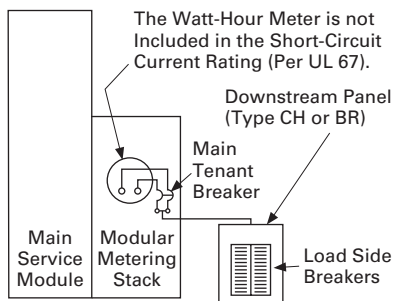 The Watt-Hour Meter is not
Included in the Short-Circuit
Current Rating (Per UL 67).
Downstream Panel
(Type CH or BR)
Main
Tenant
Breaker
Main
Service
Module
Modular
Metering
Stack
Load Side
Breakers